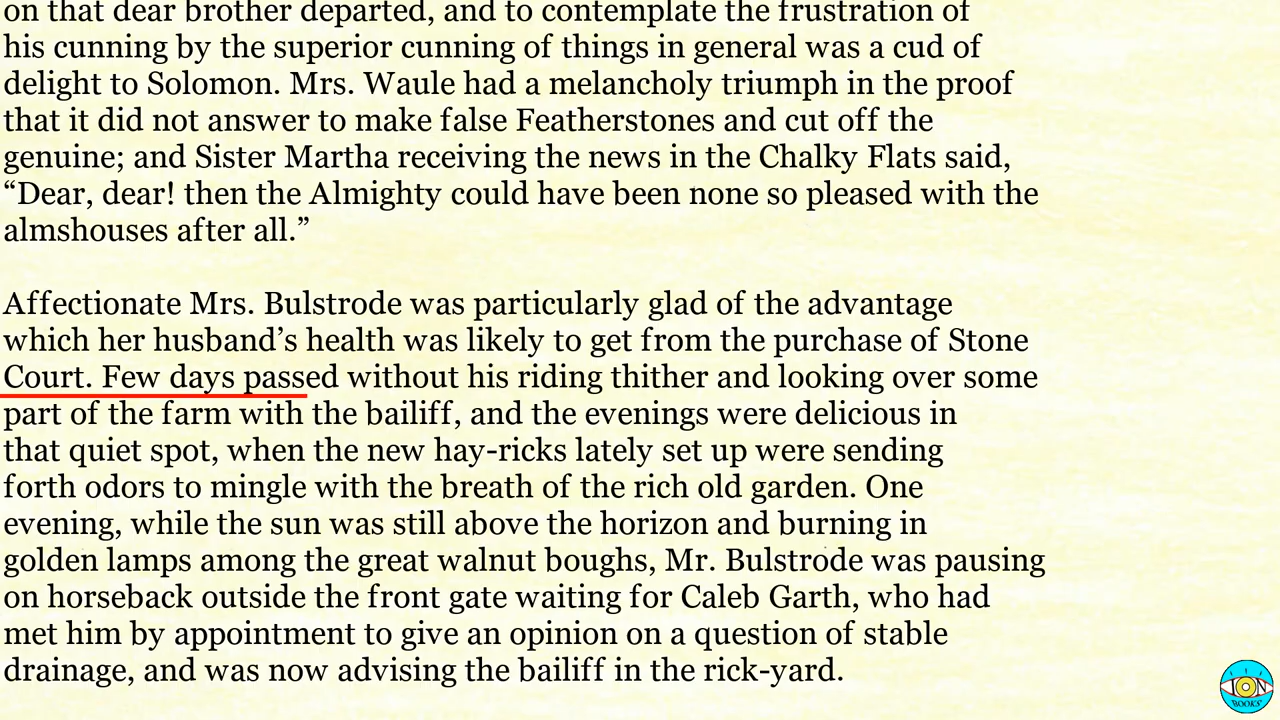 on that dear brother departed, and to contemplate the frustration of
his cunning by the superior cunning of things in general was a cud of
delight to Solomon. Mrs. Waule had a melancholy triumph in the proof
that it did not answer to make false Featherstones and cut off the
genuine; and Sister Martha receiving the news in the Chalky Flats said,
“Dear, dear! then the Almighty could have been none so pleased with the
almshouses after all.”
Affectionate Mrs. Bulstrode was particularly glad of the advantage
which her husband’s health was likely to get from the purchase of Stone
Court. Few days passed without his riding thither and looking over some
part of the farm with the bailiff, and the evenings were delicious in
that quiet spot, when the new hay-ricks lately set up were sending
forth odors to mingle with the breath of the rich old garden. One
evening, while the sun was still above the horizon and burning in
golden lamps among the great walnut boughs, Mr. Bulstrode was pausing
on horseback outside the front gate waiting for Caleb Garth, who had
met him by appointment to give an opinion on a question of stable
drainage, and was now advising the bailiff in the rick-yard.
ION
BOOKS